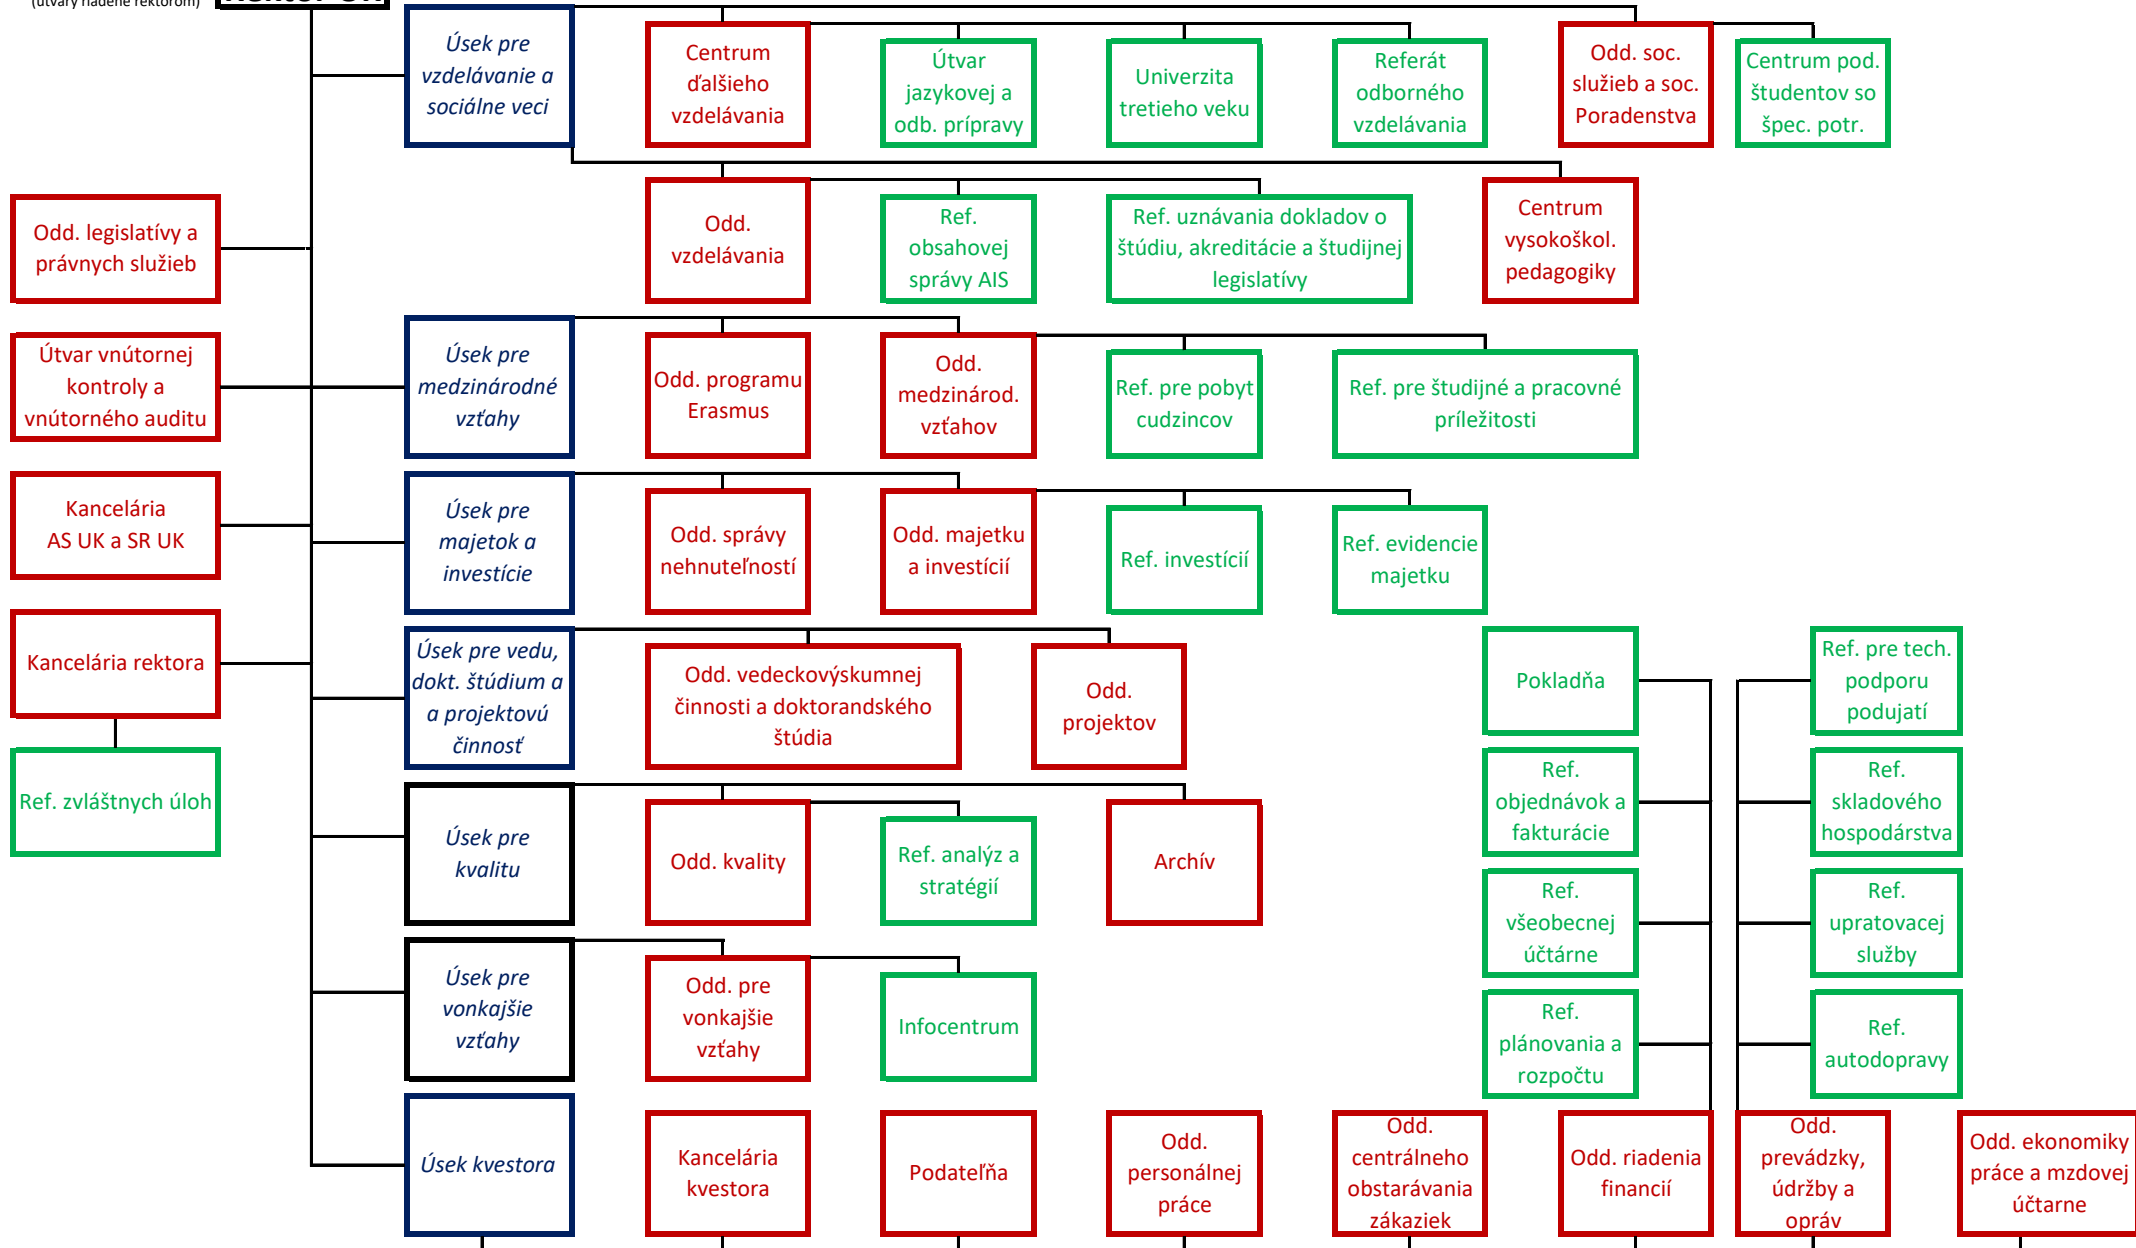 (útvary riadené rektorom)
Rektor UK
Úsek pre
vzdelávanie a
sociálne veci
Centrum
ďalšieho
vzdelávania
Útvar
jazykovej a
odb. prípravy
Univerzita
tretieho veku
Referát
odborného
vzdelávania
Odd. soc.
služieb a soc.
Poradenstva
Centrum pod.
študentov so
špec. potr.
Odd. legislatívy a
právnych služieb
Odd.
vzdelávania
Ref.
obsahovej
správy AIS
Ref. uznávania dokladov o
štúdiu, akreditácie a študijnej
legislatívy
Centrum
vysokoškol.
pedagogiky
Útvar vnútornej
kontroly a
vnútorného auditu
Úsek pre
medzinárodné
vzťahy
Odd. programu
Erasmus
Odd.
medzinárod.
vzťahov
Ref. pre pobyt
cudzincov
Ref. pre študijné a pracovné
príležitosti
Kancelária
AS UK a SR UK
Úsek pre
majetok a
investície
Odd. správy
nehnuteľností
Odd. majetku
a investícií
Ref. investícií
Ref. evidencie
majetku
Kancelária rektora
Úsek pre vedu,
dokt. štúdium a
a projektovú
činnosť
Odd. vedeckovýskumnej
činnosti a doktorandského
štúdia
Odd.
projektov
Pokladňa
Ref. pre tech.
podporu
podujatí
Ref. zvláštnych úloh
Úsek pre
kvalitu
Odd. kvality
Ref. analýz a
stratégií
Archív
Ref.
objednávok a
fakturácie
Ref.
skladového
hospodárstva
Ref.
všeobecnej
účtárne
Ref.
upratovacej
služby
Úsek pre
vonkajšie
vzťahy
Odd. pre
vonkajšie
vzťahy
Infocentrum
Ref.
plánovania a
rozpočtu
Ref.
autodopravy
Úsek kvestora
Kancelária
kvestora
Podateľňa
Odd.
personálnej
práce
Odd.
centrálneho
obstarávania
zákaziek
Odd. riadenia
financií
Odd.
prevádzky,
údržby a
opráv
Odd. ekonomiky
práce a mzdovej
účtarne